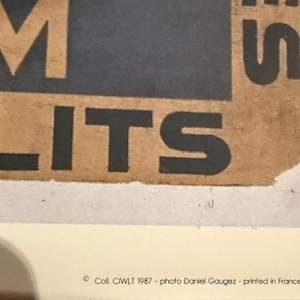 M
S
LITS
© Coll. CIWLT 1987 - photo Daniel Gaugez - printed in France